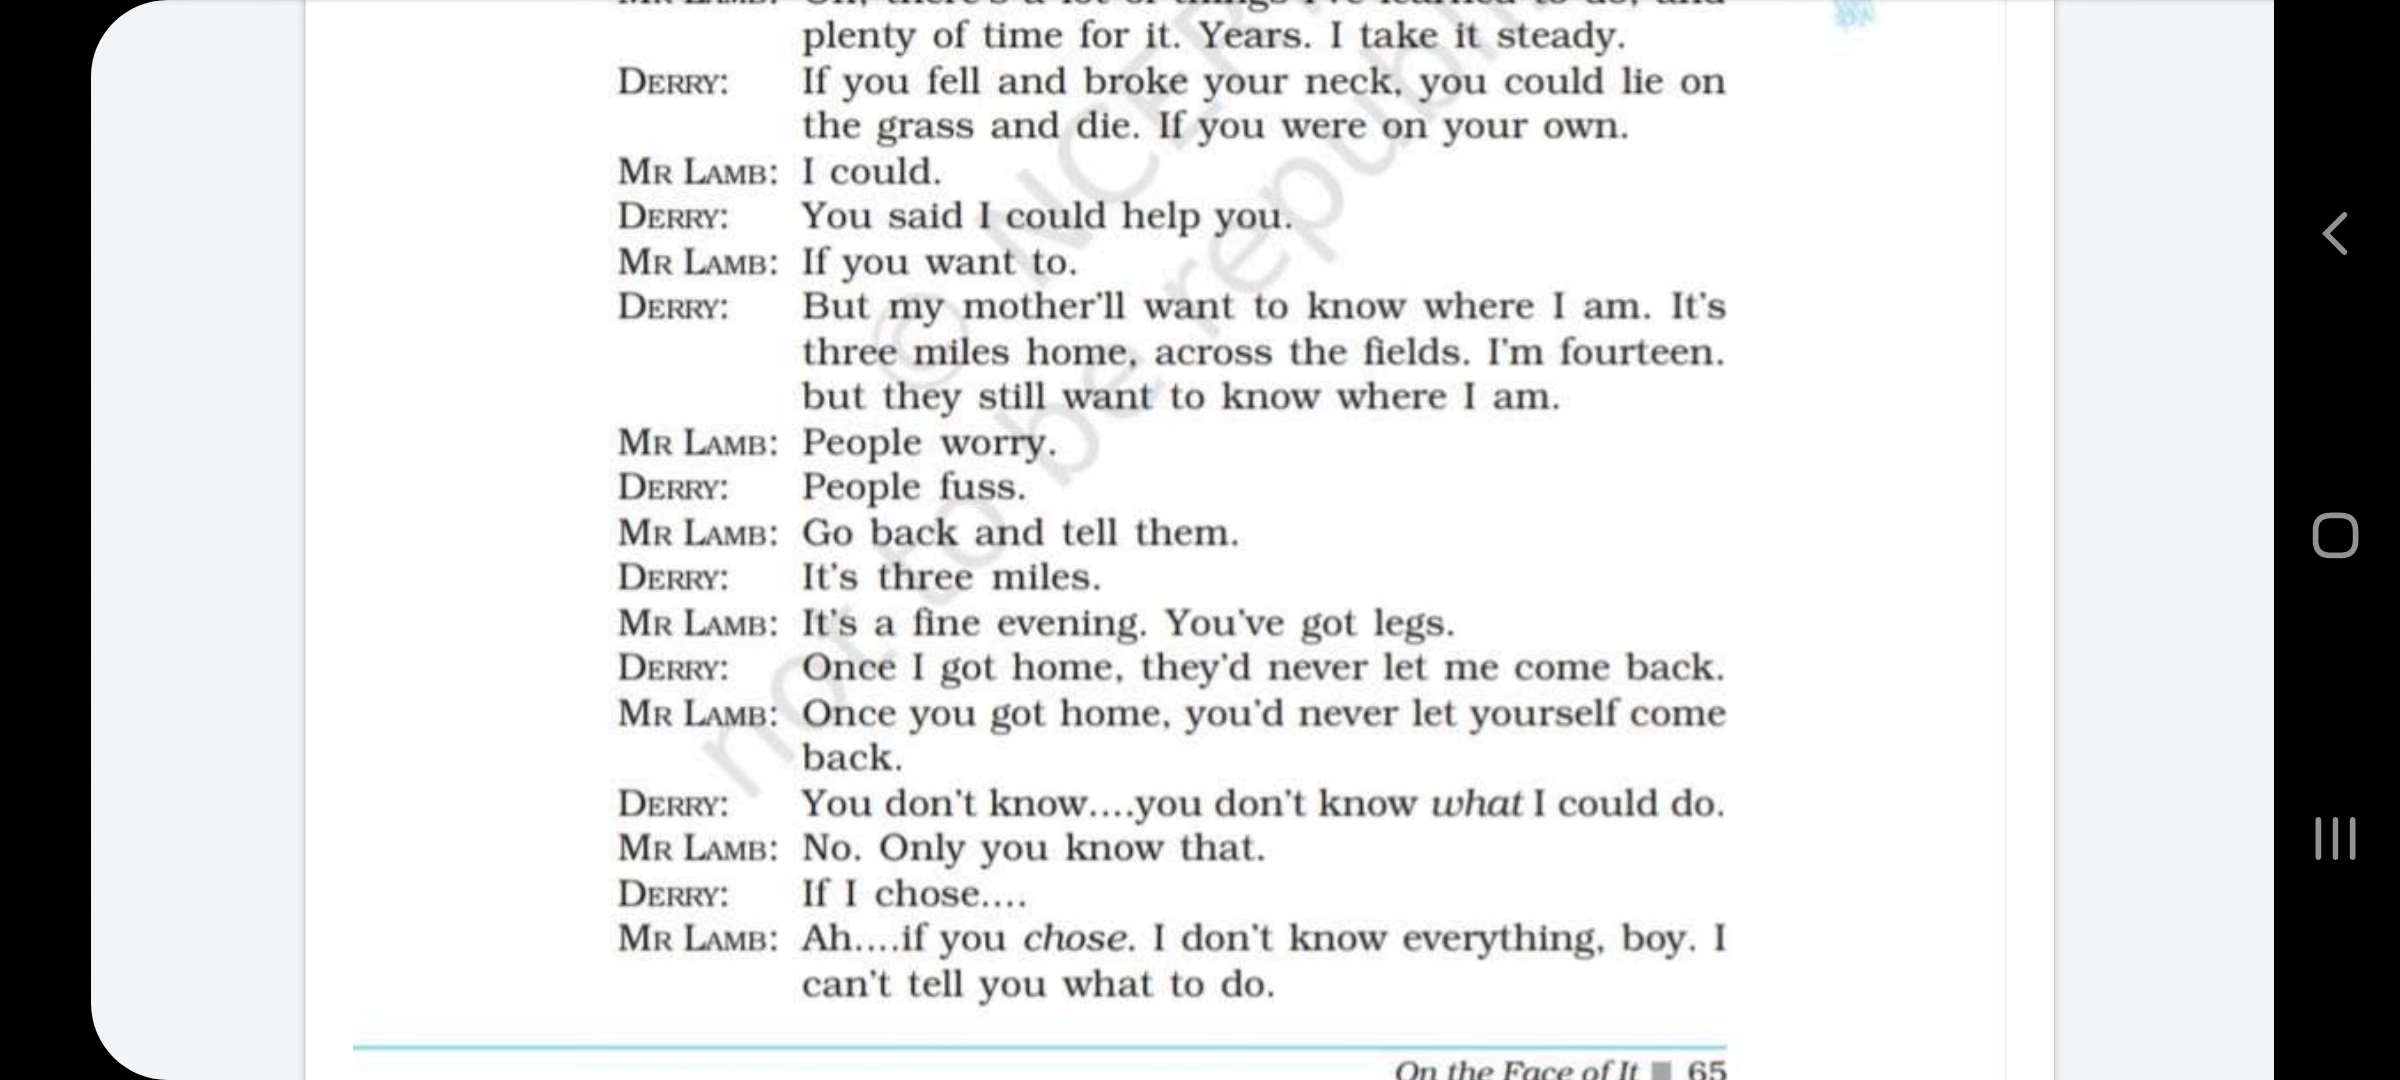 plenty of time for it. Years. I take it steady.
DERRY: If you fell and broke your neck, you could lie on
the grass and die. If you were on your own.
MR LAMB: I could.
DERRY: You said I could help you.
MR LAMB: If you want to.
DERRY: But my mother'll want to know where I am. It's
three miles home, across the fields. I'm fourteen.
but they still want to know where I am.
MR LAMB: People worry.
DERRY: People fuss.
MR LAMB: Go back and tell them.
DERRY: It's three miles.
MR LAMB: It's a fine evening. You've got legs.
DERRY: Once I got home, they'd never let me come back.
MR LAMB: Once you got home, you'd never let yourself come
back.
DERRY: You don't know....you don't know what I could do.
MR LAMB: No. Only you know that.
DERRY: If I chose....
MR LAMB: Ah....if you chose. I don't know everything, boy. I
can't tell you what to do.
On the Face of It ■ 65
© NCER
not to be republi